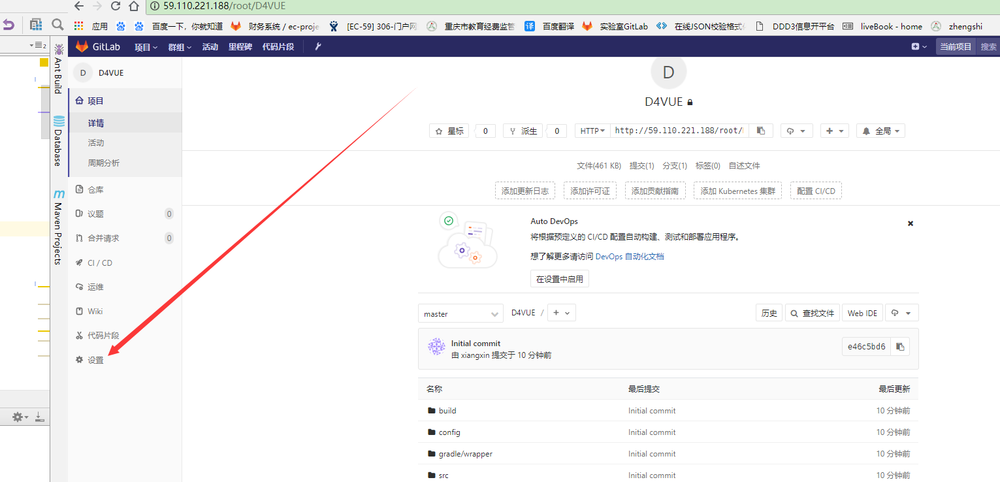 59.110.221.188/root/D4VUE
应用 百度一下，你就知道 财务系统 / ec-proje [EC-59] 306-门户网 重庆市教育经费监管 百度翻译 实验室GitLab 在线JSON校验格式化 DDD3信息开平台 liveBook - home zhengshi
2
Ant Build
Database
m Maven Projects
GitLab 项目 群组 活动 里程碑 代码片段 当前项目 搜索
D D4VUE
项目
详情
活动
周期分析
仓库
议题 0
合并请求 0
CI / CD
运维
Wiki
代码片段
设置
D
D4VUE
星标 0 派生 0 HTTP http://59.110.221.188/root/ 全局
文件(461 KB) 提交(1) 分支(1) 标签(0) 自述文件
添加更新日志 添加许可证 添加贡献指南 添加 Kubernetes 集群 配置 CI/CD
Auto DevOps
将根据预定义的 CI/CD 配置自动构建、测试和部署应用程序。
想了解更多请访问 DevOps 自动化文档
在设置中启用
master D4VUE / + 历史 查找文件 Web IDE
Initial commit
由 xiangxin 提交于 10 分钟前
e46c5bd6
名称 最后提交 最后更新
build Initial commit 10 分钟前
config Initial commit 10 分钟前
gradle/wrapper Initial commit 10 分钟前
src Initial commit 10 分钟前